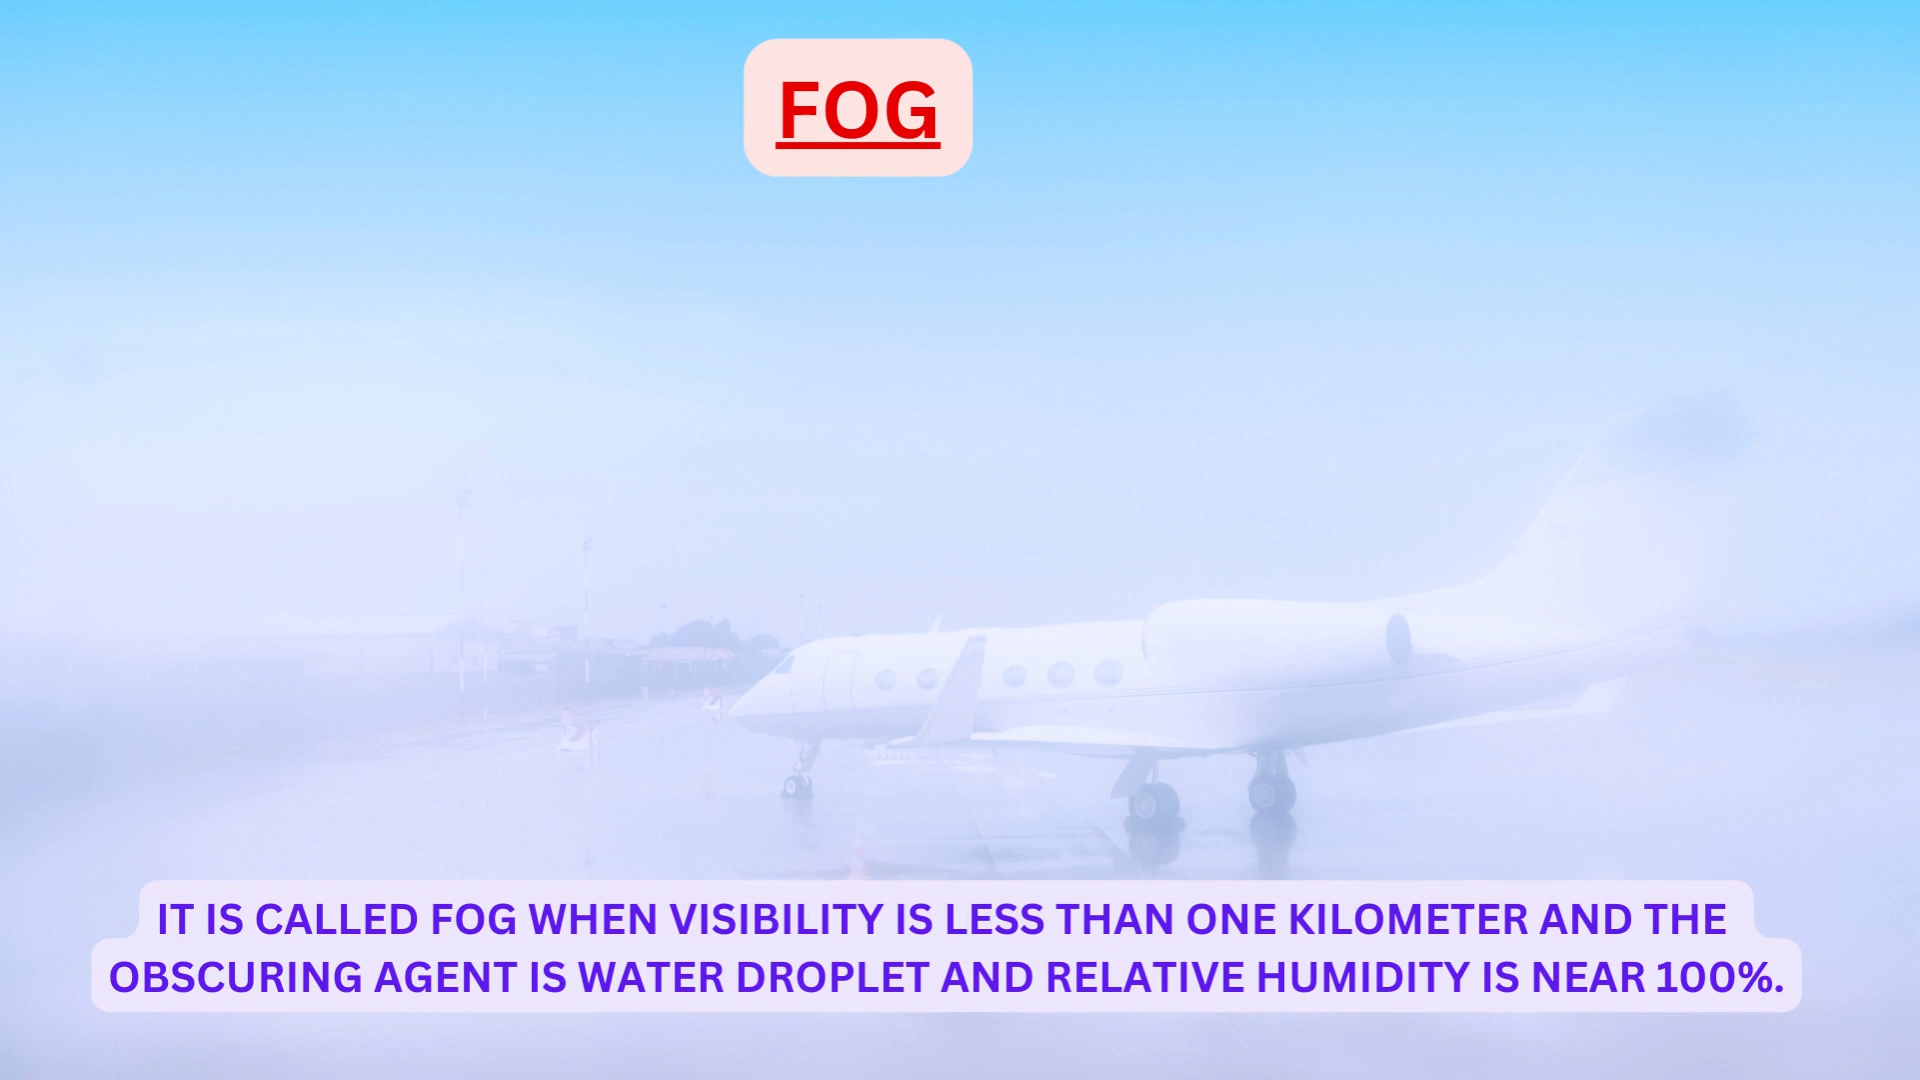 FOG
IT IS CALLED FOG WHEN VISIBILITY IS LESS THAN ONE KILOMETER AND THE
OBSCURING AGENT IS WATER DROPLET AND RELATIVE HUMIDITY IS NEAR 100%.